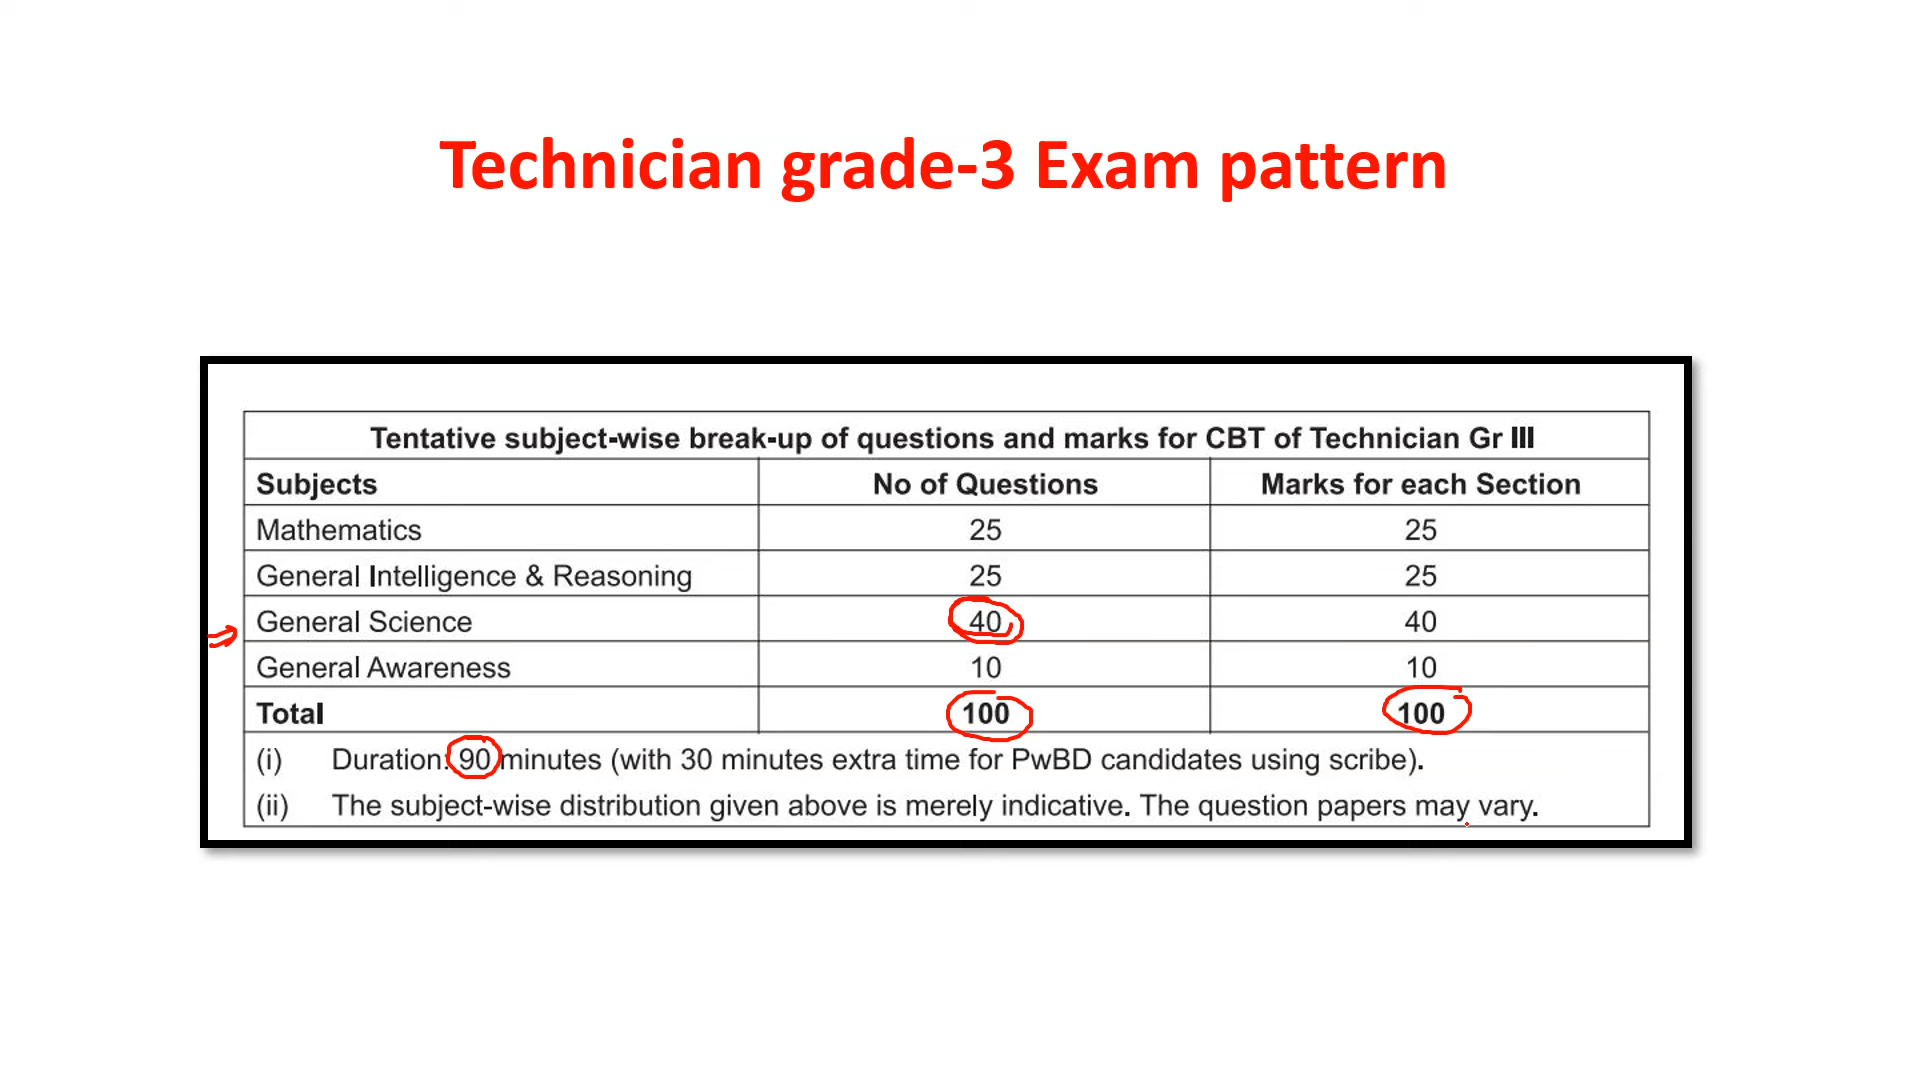 Technician grade-3 Exam pattern
Tentative subject-wise break-up of questions and marks for CBT of Technician Gr III
Subjects No of Questions Marks for each Section
Mathematics 25 25
General Intelligence & Reasoning 25 25
General Science 40 40
General Awareness 10 10
Total 100 100
(i) Duration: 90 minutes (with 30 minutes extra time for PwBD candidates using scribe).
(ii) The subject-wise distribution given above is merely indicative. The question papers may vary.